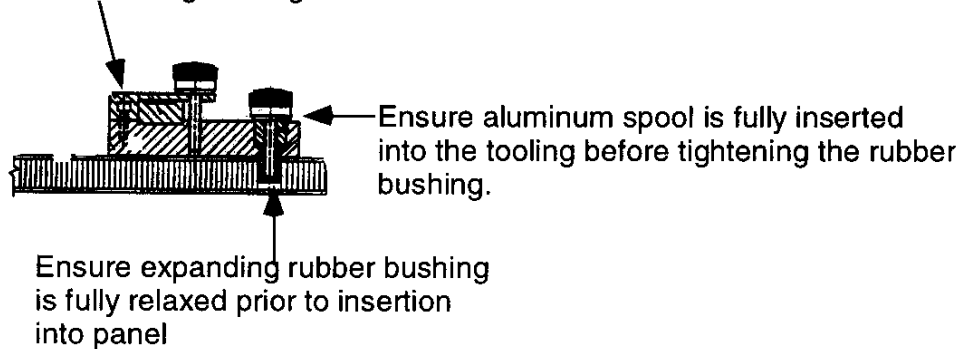 Ensure aluminum spool is fully inserted
into the tooling before tightening the rubber
bushing.
Ensure expanding rubber bushing
is fully relaxed prior to insertion
into panel